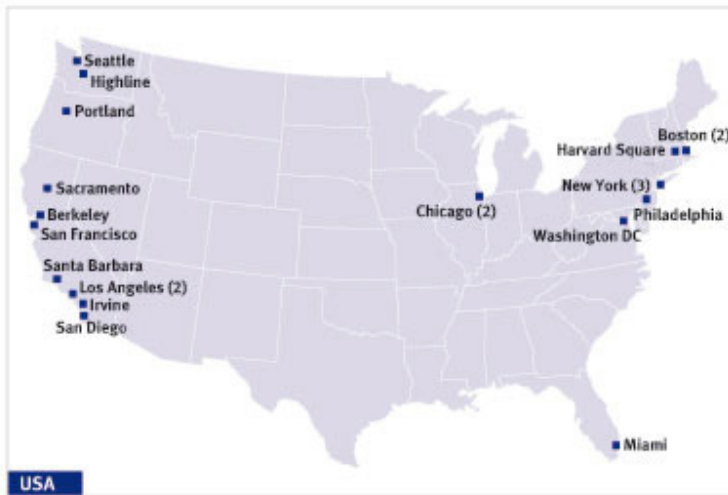 Seattle
Highline
Portland
Boston (2)
Harvard Square
Sacramento
New York (3)
Berkeley
Chicago (2)
Philadelphia
San Francisco
Washington DC
Santa Barbara
Los Angeles (2)
Irvine
San Diego
Miami
USA